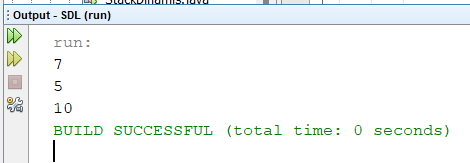 StackDinamis.java
Output - SDL (run)
run:
7
5
10
BUILD SUCCESSFUL (total time: 0 seconds)